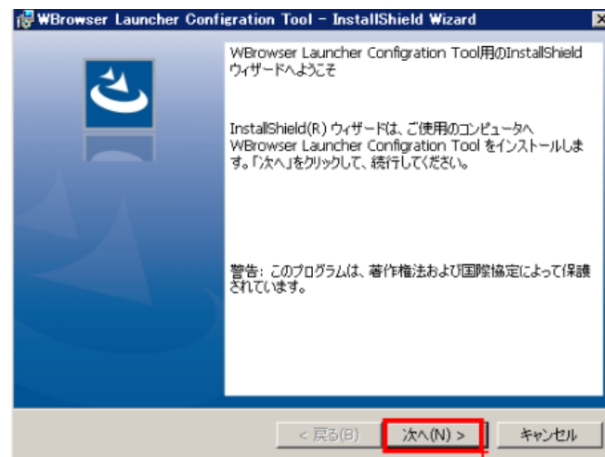 WBrowser Launcher Configration Tool - InstallShield Wizard
WBrowser Launcher Configration Tool用のInstallShield
ウィザードへようこそ
InstallShield(R) ウィザードは、ご使用のコンピュータへ
WBrowser Launcher Configration Tool をインストールしま
す。「次へ」をクリックして、続行してください。
警告: このプログラムは、著作権法および国際協定によって保護
されています。
< 戻る(B)
次へ(N) >
キャンセル